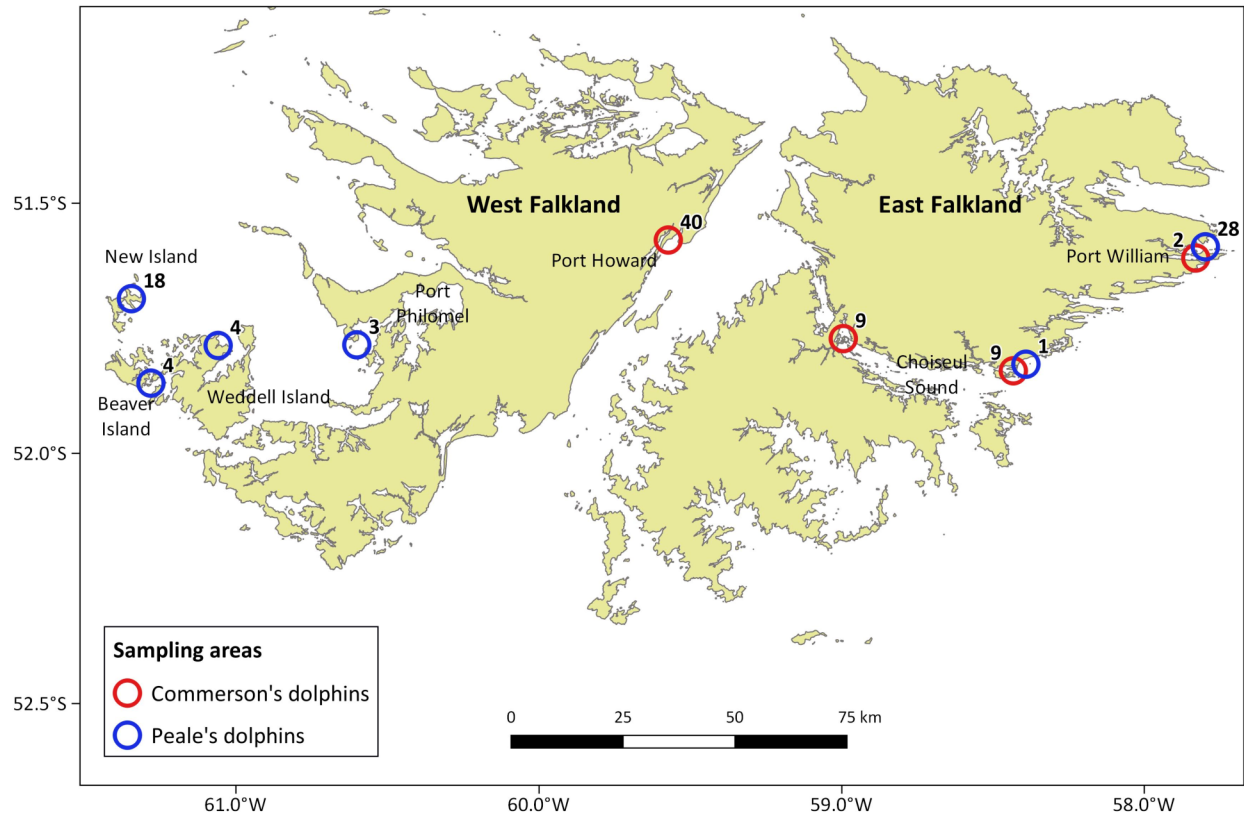 51.5°S
52.0°S
52.5°S
West Falkland
East Falkland
40
28
2
Port William
New Island
18
Port Howard
Port
Philomel
4
3
9
9
1
Choiseul
Sound
4
Weddell Island
Beaver
Island
Sampling areas
Commerson's dolphins
Peale's dolphins
0
25
50
75 km
61.0°W
60.0°W
59.0°W
58.0°W